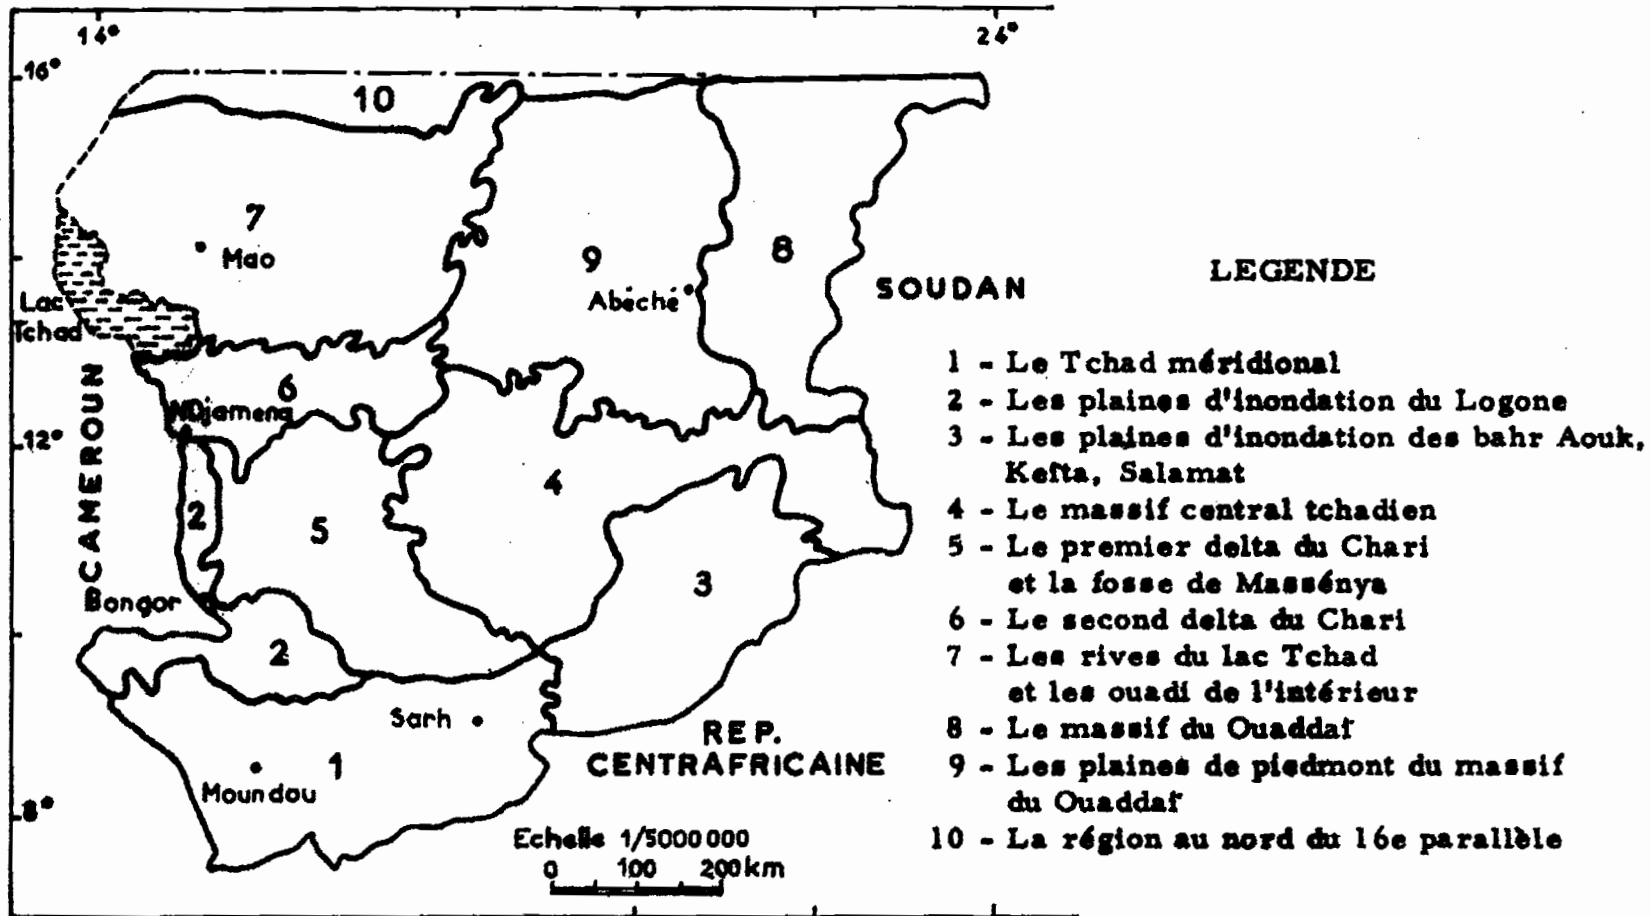 14°
24°
16°
10
7
Mao
9
8
Abéché
SOUDAN
Lac
Tchad
6
CAMEROUN
NDjamena
12°
2
5
4
3
Bongor
2
Sarh
1
Moundou
REP.
CENTRAFRICAINE
8°
Echelle 1/5000 000
0 100 200km
LEGENDE
1 - Le Tchad méridional
2 - Les plaines d'inondation du Logone
3 - Les plaines d'inondation des bahr Aouk,
Kefta, Salamat
4 - Le massif central tchadien
5 - Le premier delta du Chari
et la fosse de Massénya
6 - Le second delta du Chari
7 - Les rives du lac Tchad
et les ouadi de l'intérieur
8 - Le massif du Ouaddaï
9 - Les plaines de piedmont du massif
du Ouaddaï
10 - La région au nord du 16e parallèle